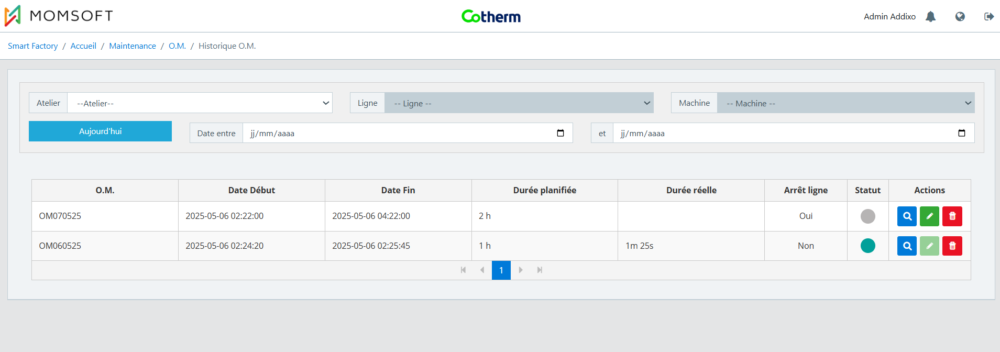 MOMSOFT
Cotherm
Admin Addixo
Smart Factory / Accueil / Maintenance / O.M. / Historique O.M.
Atelier --Atelier-- Ligne -- Ligne -- Machine -- Machine --
Aujourd'hui Date entre jj/mm/aaaa et jj/mm/aaaa
O.M. Date Début Date Fin Durée planifiée Durée réelle Arrêt ligne Statut Actions
OM070525 2025-05-06 02:22:00 2025-05-06 04:22:00 2 h Oui
OM060525 2025-05-06 02:24:20 2025-05-06 02:25:45 1 h 1m 25s Non
1